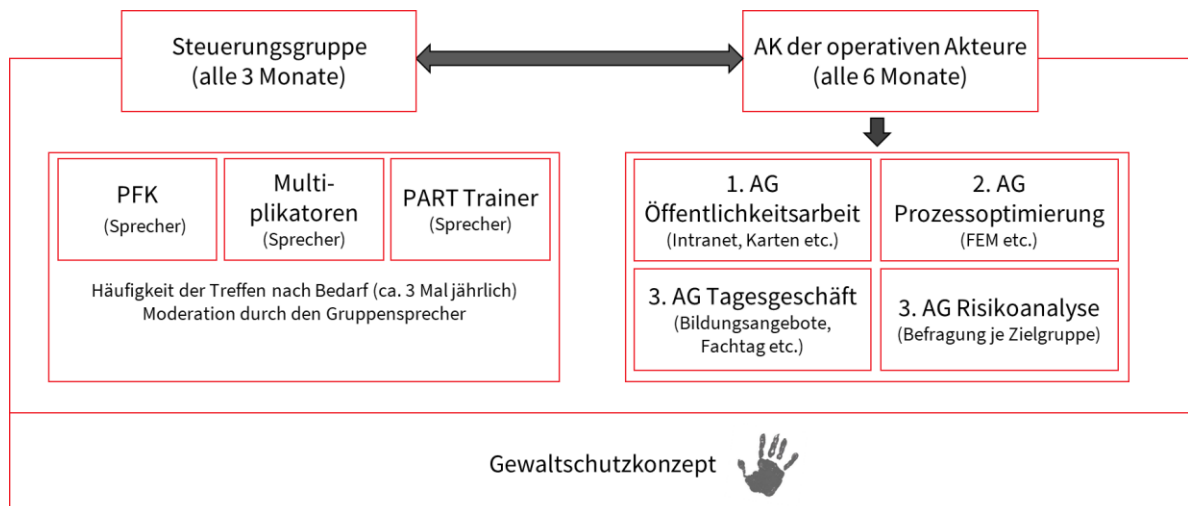 Steuerungsgruppe
(alle 3 Monate)
AK der operativen Akteure
(alle 6 Monate)
PFK
(Sprecher)
Multi-
plikatoren
(Sprecher)
PART Trainer
(Sprecher)
Häufigkeit der Treffen nach Bedarf (ca. 3 Mal jährlich)
Moderation durch den Gruppensprecher
1. AG
Öffentlichkeitsarbeit
(Intranet, Karten etc.)
2. AG
Prozessoptimierung
(FEM etc.)
3. AG Tagesgeschäft
(Bildungsangebote,
Fachtag etc.)
3. AG Risikoanalyse
(Befragung je Zielgruppe)
Gewaltschutzkonzept